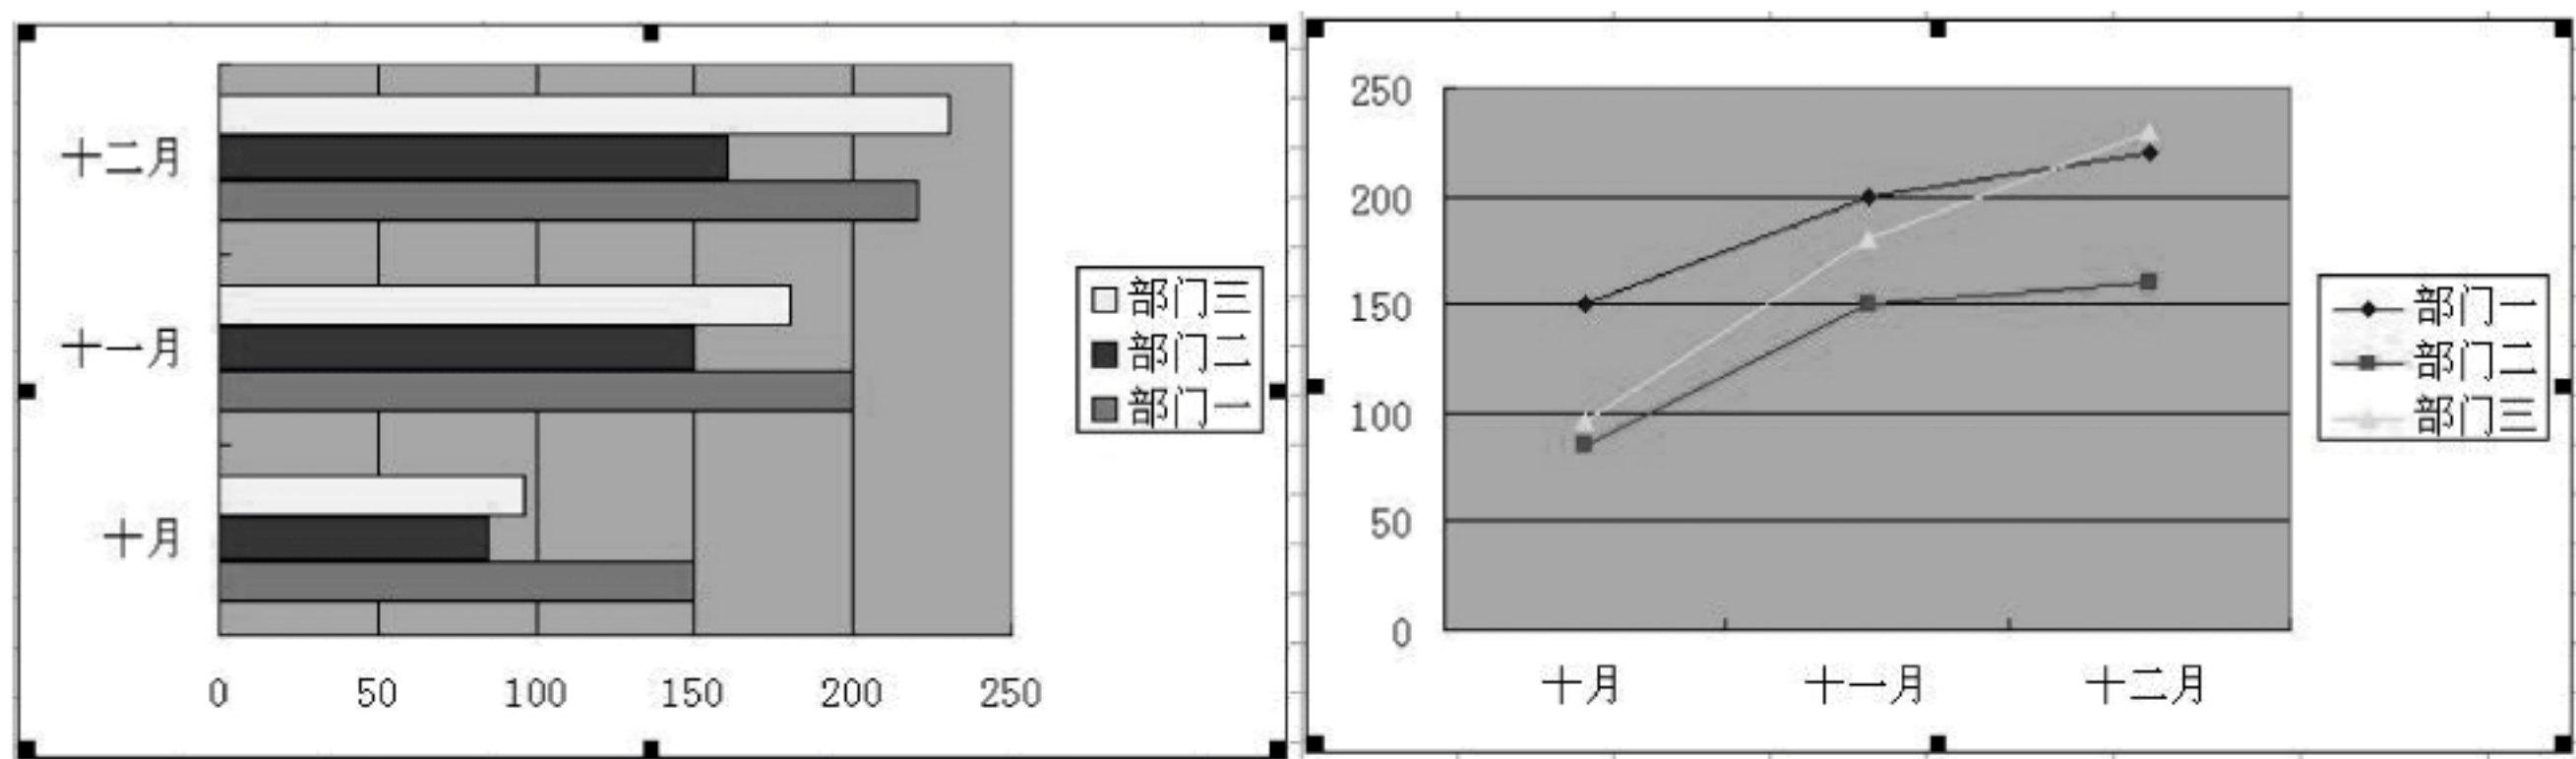 十二月
十一月
十月
0 50 100 150 200 250
部门三
部门二
部门一
250
200
150
100
50
0
十月 十一月 十二月
部门一
部门二
部门三